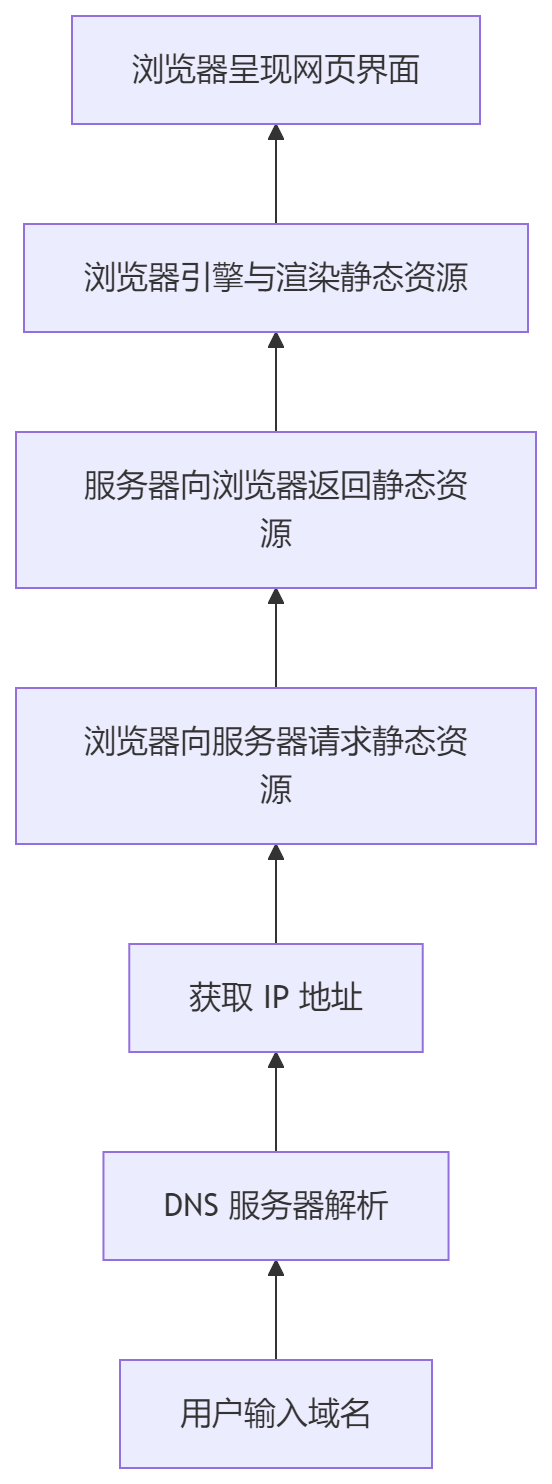 浏览器呈现网页界面
浏览器引擎与渲染静态资源
服务器向浏览器返回静态资
源
浏览器向服务器请求静态资
源
获取 IP 地址
DNS 服务器解析
用户输入域名